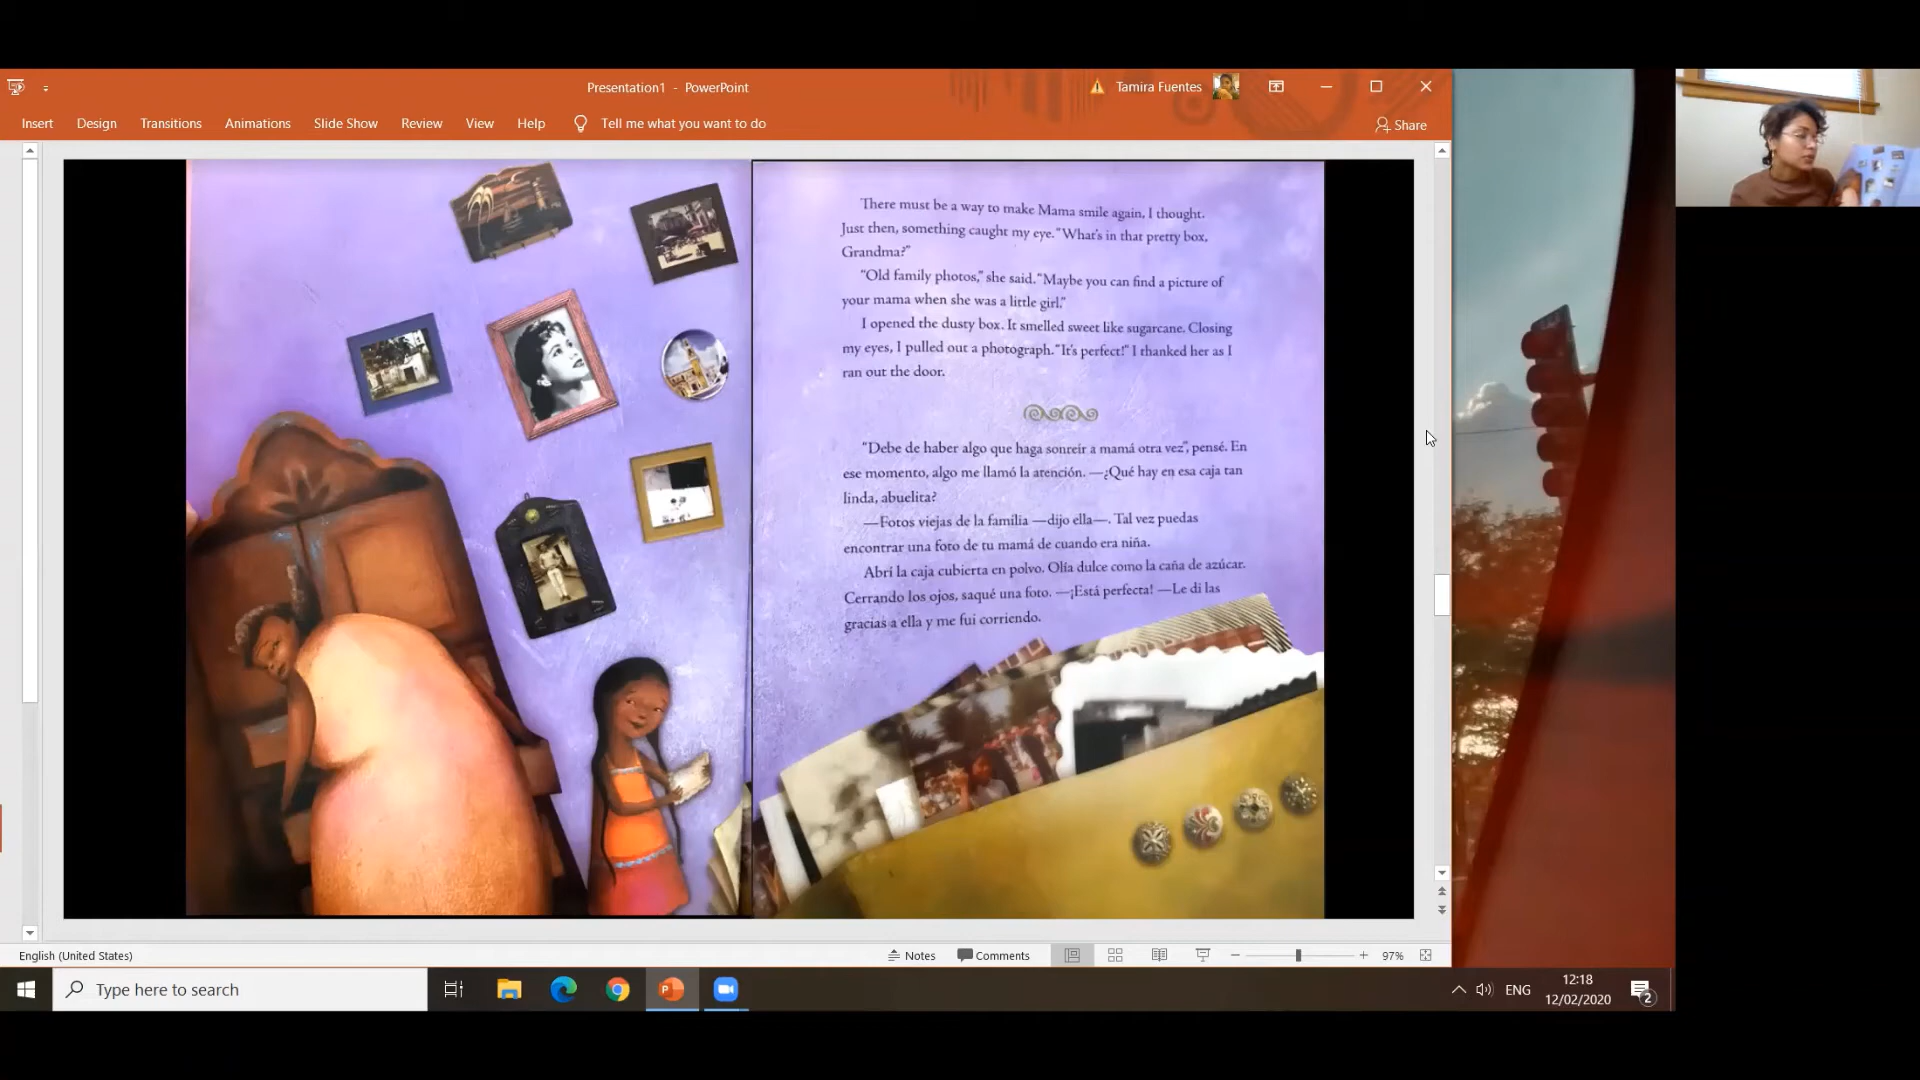 Presentation1 - PowerPoint
Tamira Fuentes
Insert Design Transitions Animations Slide Show Review View Help Tell me what you want to do
Share
There must be a way to make Mama smile again, I thought.
Just then, something caught my eye. "What's in that pretty box,
Grandma?"
"Old family photos," she said. "Maybe you can find a picture of
your mama when she was a little girl."
I opened the dusty box. It smelled sweet like sugarcane. Closing
my eyes, I pulled out a photograph. "It's perfect!" I thanked her as I
ran out the door.
"Debe de haber algo que haga sonreír a mamá otra vez", pensé. En
ese momento, algo me llamó la atención. —¿Qué hay en esa caja tan
linda, abuelita?
—Fotos viejas de la familia —dijo ella—. Tal vez puedas
encontrar una foto de tu mamá de cuando era niña.
Abrí la caja cubierta en polvo. Olía dulce como la caña de azúcar.
Cerrando los ojos, saqué una foto. —¡Está perfecta! —Le di las
gracias a ella y me fui corriendo.
English (United States)
Notes
Comments
97%
Type here to search
ENG
12:18
12/02/2020
2